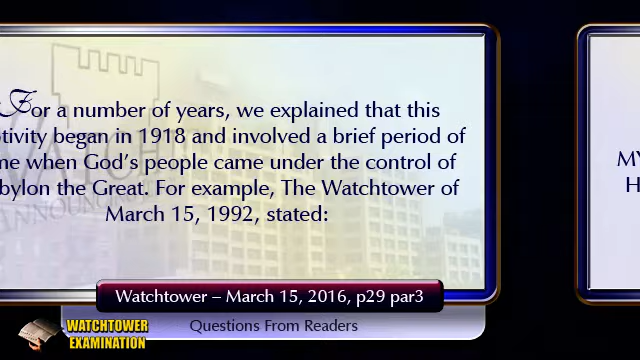 For a number of years, we explained that this
tivity began in 1918 and involved a brief period of
me when God's people came under the control of
bylon the Great. For example, The Watchtower of
March 15, 1992, stated:
MY
H
Watchtower – March 15, 2016, p29 par3
Questions From Readers
WATCHTOWER
EXAMINATION